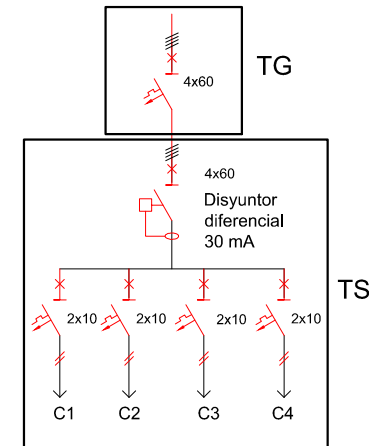 TG
4x60
4x60
Disyuntor
diferencial
30 mA
TS
2x10
2x10
2x10
2x10
C1
C2
C3
C4